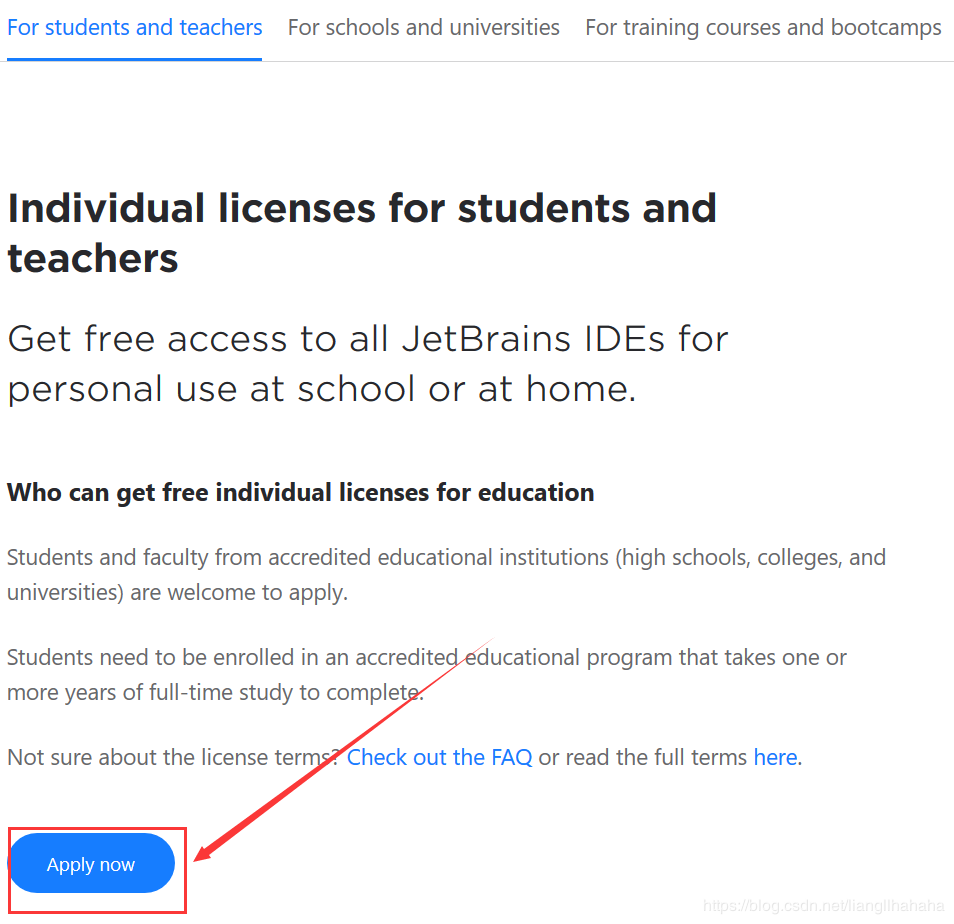 For students and teachers For schools and universities For training courses and bootcamps
Individual licenses for students and
teachers
Get free access to all JetBrains IDEs for
personal use at school or at home.
Who can get free individual licenses for education
Students and faculty from accredited educational institutions (high schools, colleges, and
universities) are welcome to apply.
Students need to be enrolled in an accredited educational program that takes one or
more years of full-time study to complete.
Not sure about the license terms? Check out the FAQ or read the full terms here.
Apply now
https://blog.csdn.net/liangllhahaha